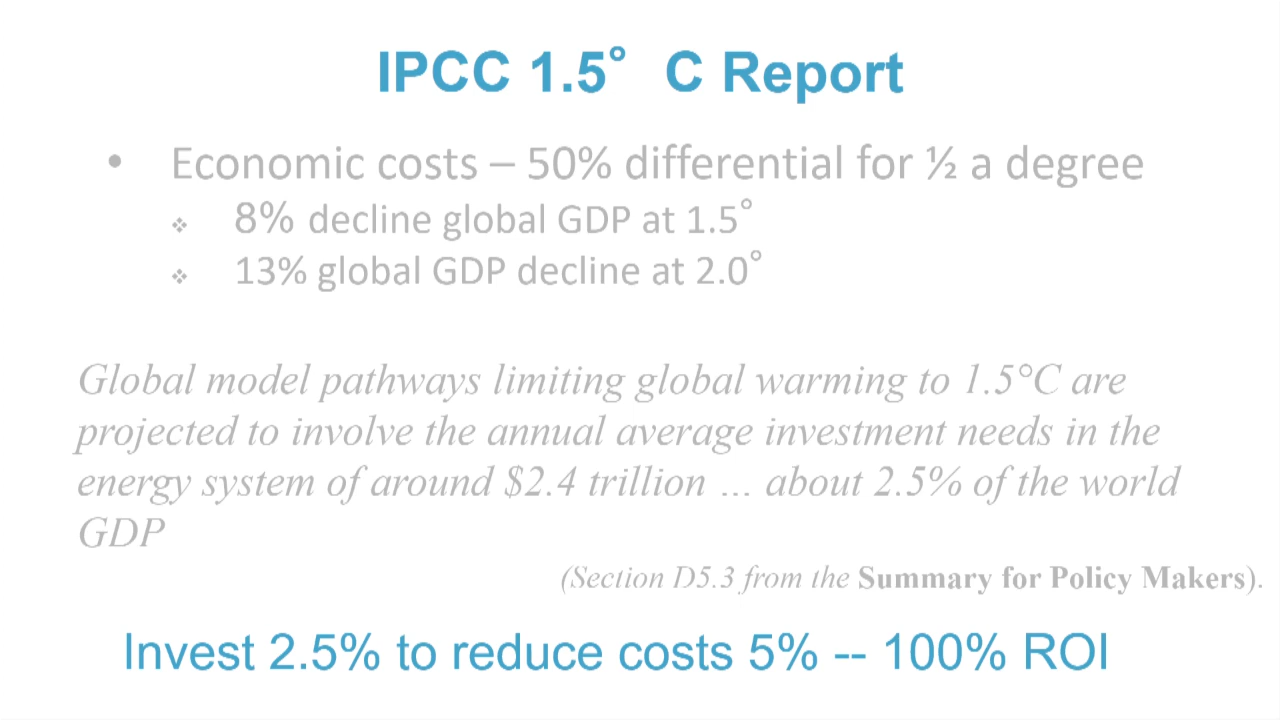 IPCC 1.5° C Report
• Economic costs – 50% differential for ½ a degree
❖ 8% decline global GDP at 1.5°
❖ 13% global GDP decline at 2.0°
Global model pathways limiting global warming to 1.5°C are
projected to involve the annual average investment needs in the
energy system of around $2.4 trillion … about 2.5% of the world
GDP
(Section D5.3 from the Summary for Policy Makers).
Invest 2.5% to reduce costs 5% -- 100% ROI